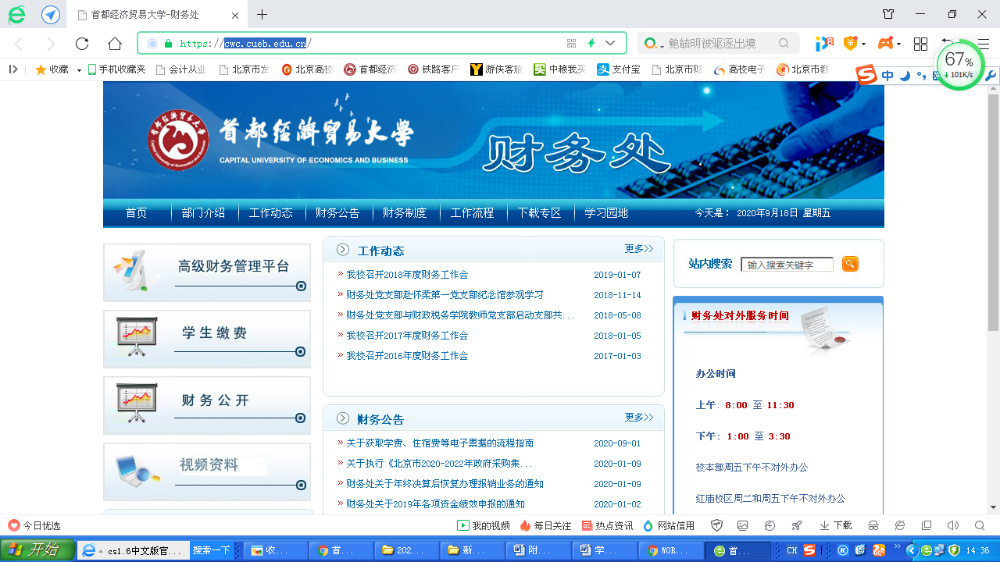 首都经济贸易大学-财务处
https://cwc.cueb.edu.cn/
鲍毓明被驱逐出境
67%
↓101K/s
收藏 手机收藏夹 会计从业 北京市发 北京高校 首都经济 铁路客户 游侠客旅 中粮我买 支付宝 北京市财 高校电子 北京市教
中
首都經濟貿易大學
CAPITAL UNIVERSITY OF ECONOMICS AND BUSINESS
财务处
首页 部门介绍 工作动态 财务公告 财务制度 工作流程 下载专区 学习园地 今天是： 2020年9月18日 星期五
高级财务管理平台
学生缴费
财务公开
视频资料
工作动态 更多>>
» 我校召开2018年度财务工作会 2019-01-07
» 财务处党支部赴怀柔第一党支部纪念馆参观学习 2018-11-14
» 财务处党支部与财政税务学院教师党支部启动支部共... 2018-05-08
» 我校召开2017年度财务工作会 2018-01-05
» 我校召开2016年度财务工作会 2017-01-03
财务公告 更多>>
» 关于获取学费、住宿费等电子票据的流程指南 2020-09-01
» 关于执行《北京市2020-2022年政府采购集... 2020-01-09
» 财务处关于年终决算后恢复办理报销业务的通知 2020-01-09
» 财务处关于2019年各项资金绩效申报的通知 2020-01-02
站内搜索 输入搜索关键字
财务处对外服务时间
办公时间
上午: 8:00 至 11:30
下午: 1:00 至 3:30
校本部周五下午不对外办公
红庙校区周二和周五下午不对外办公
今日优选 我的视频 每日关注 热点资讯 网站信用 下载
开始 cs1.6中文版官... 搜索一下 收... 首... 202... 新... 附... 学... WOR... 首... CH 14:36